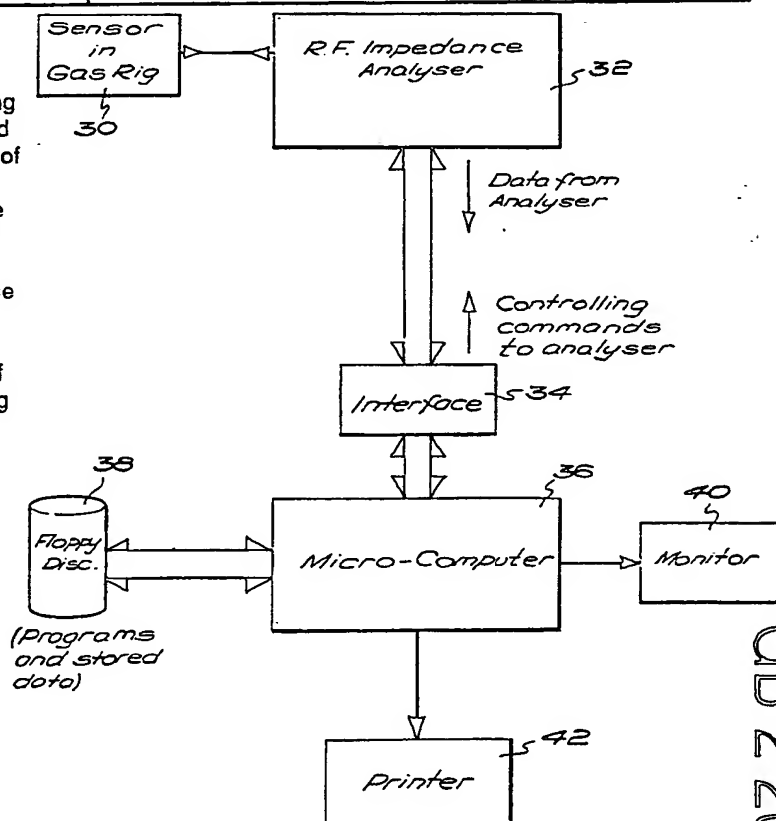 Sensor
in
Gas Rig
30
R.F. Impedance
Analyser
32
d
of
Data from
Analyser
Controlling
commands
to analyser
Interface
34
38
36
40
Floppy
Disc.
Micro-Computer
Monitor
(Programs
and stored
data)
42
Printer